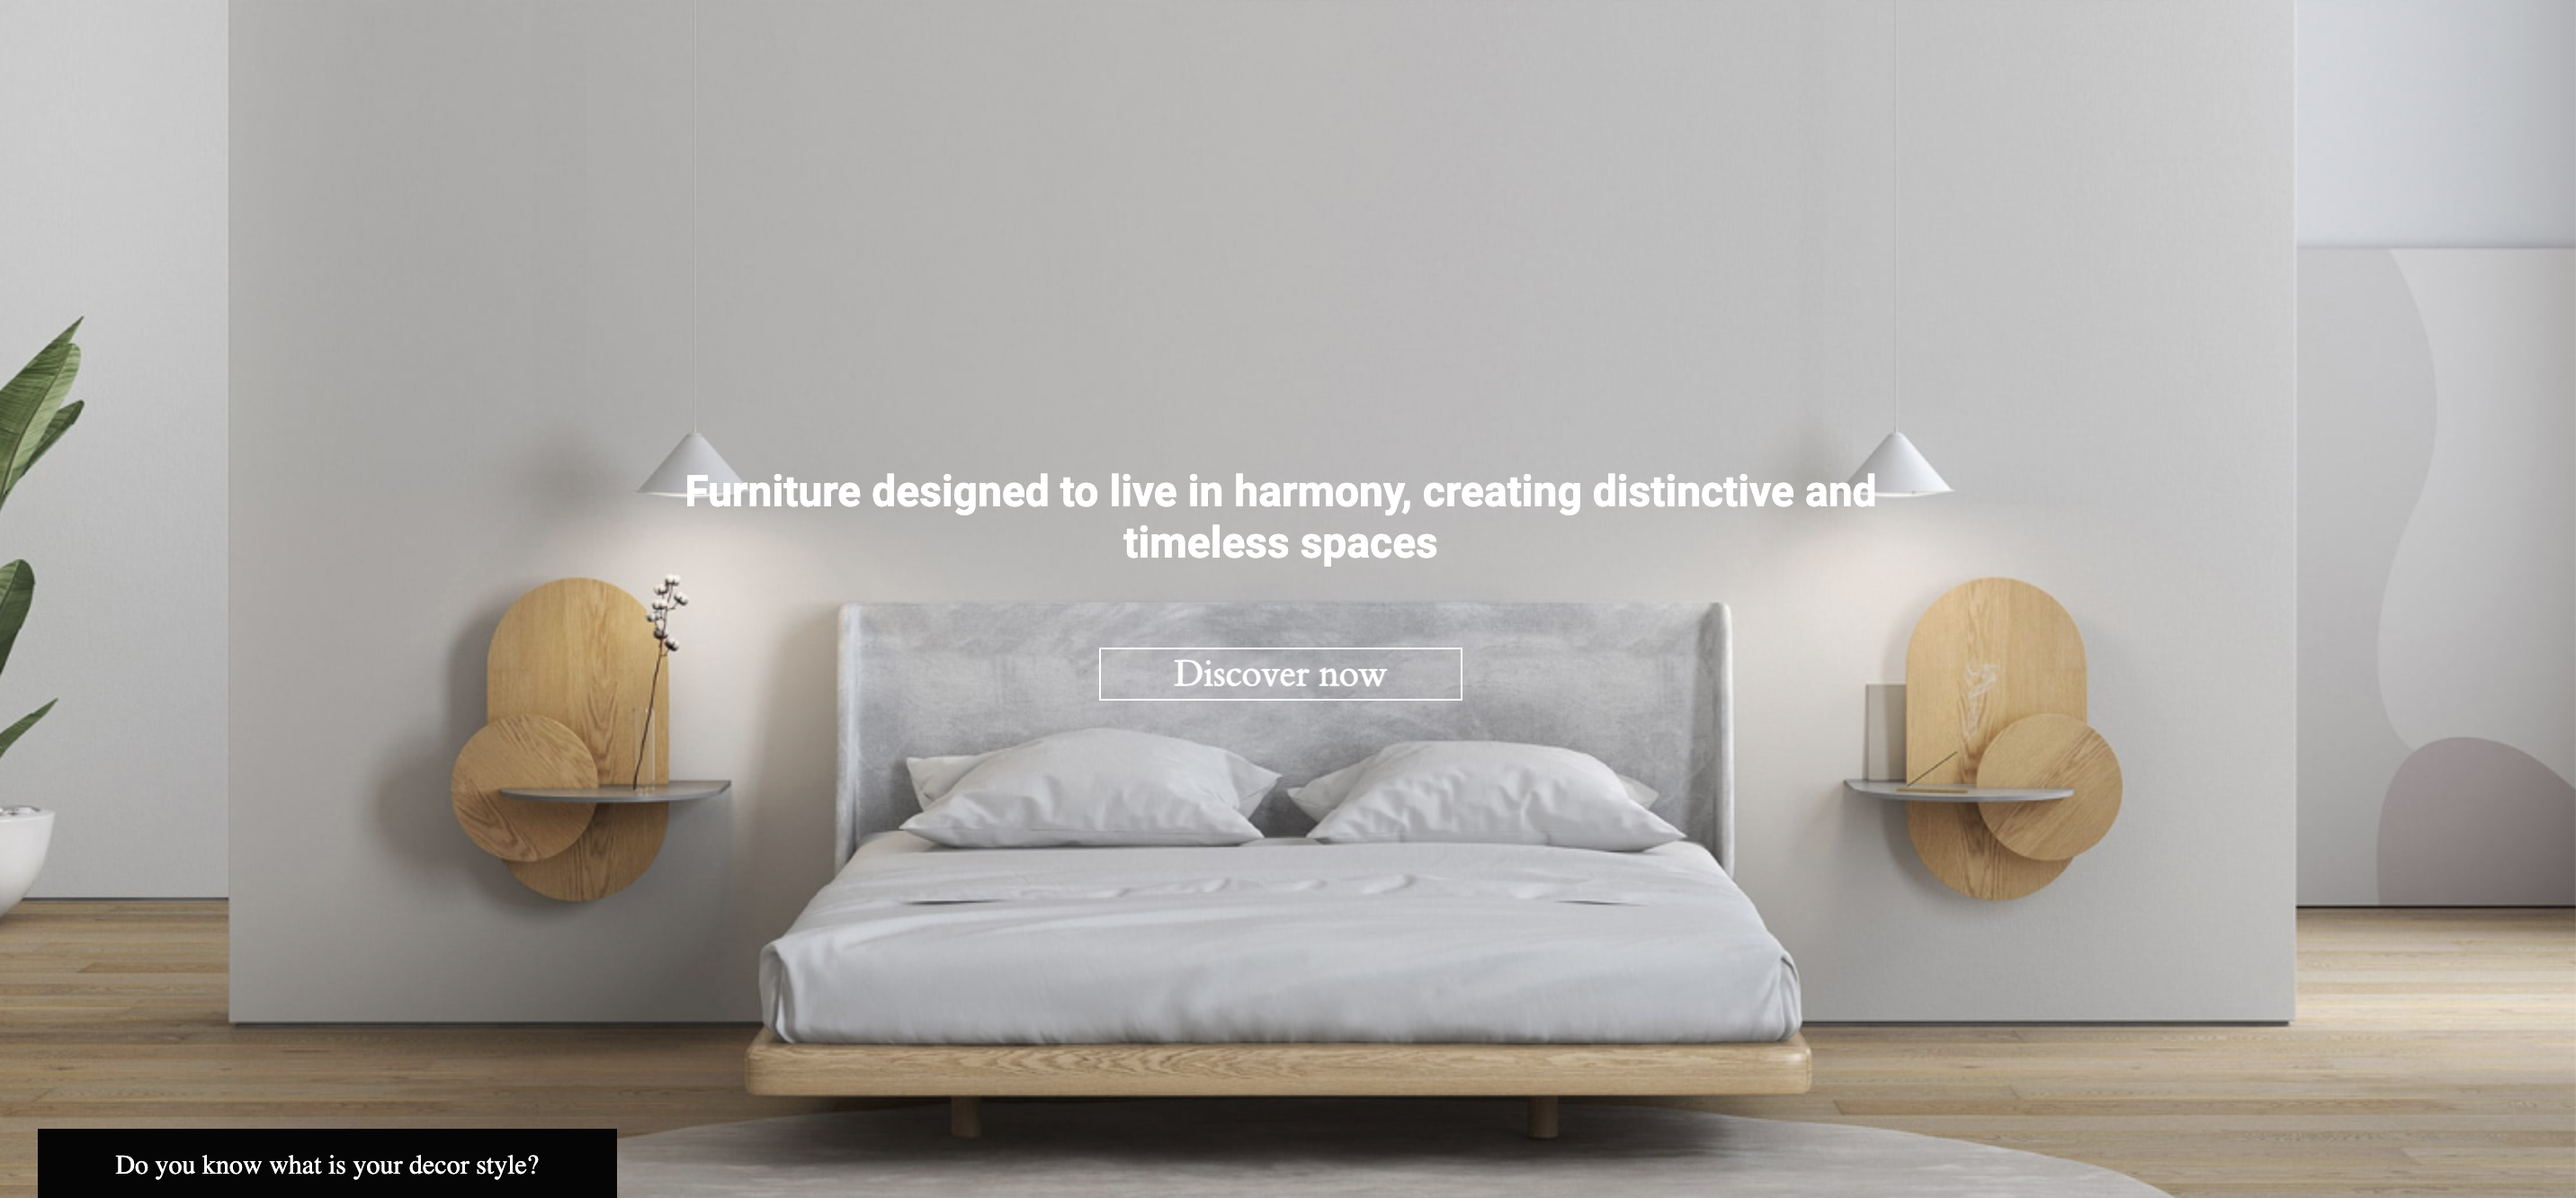 Furniture designed to live in harmony, creating distinctive and
timeless spaces
Discover now
Do you know what is your decor style?